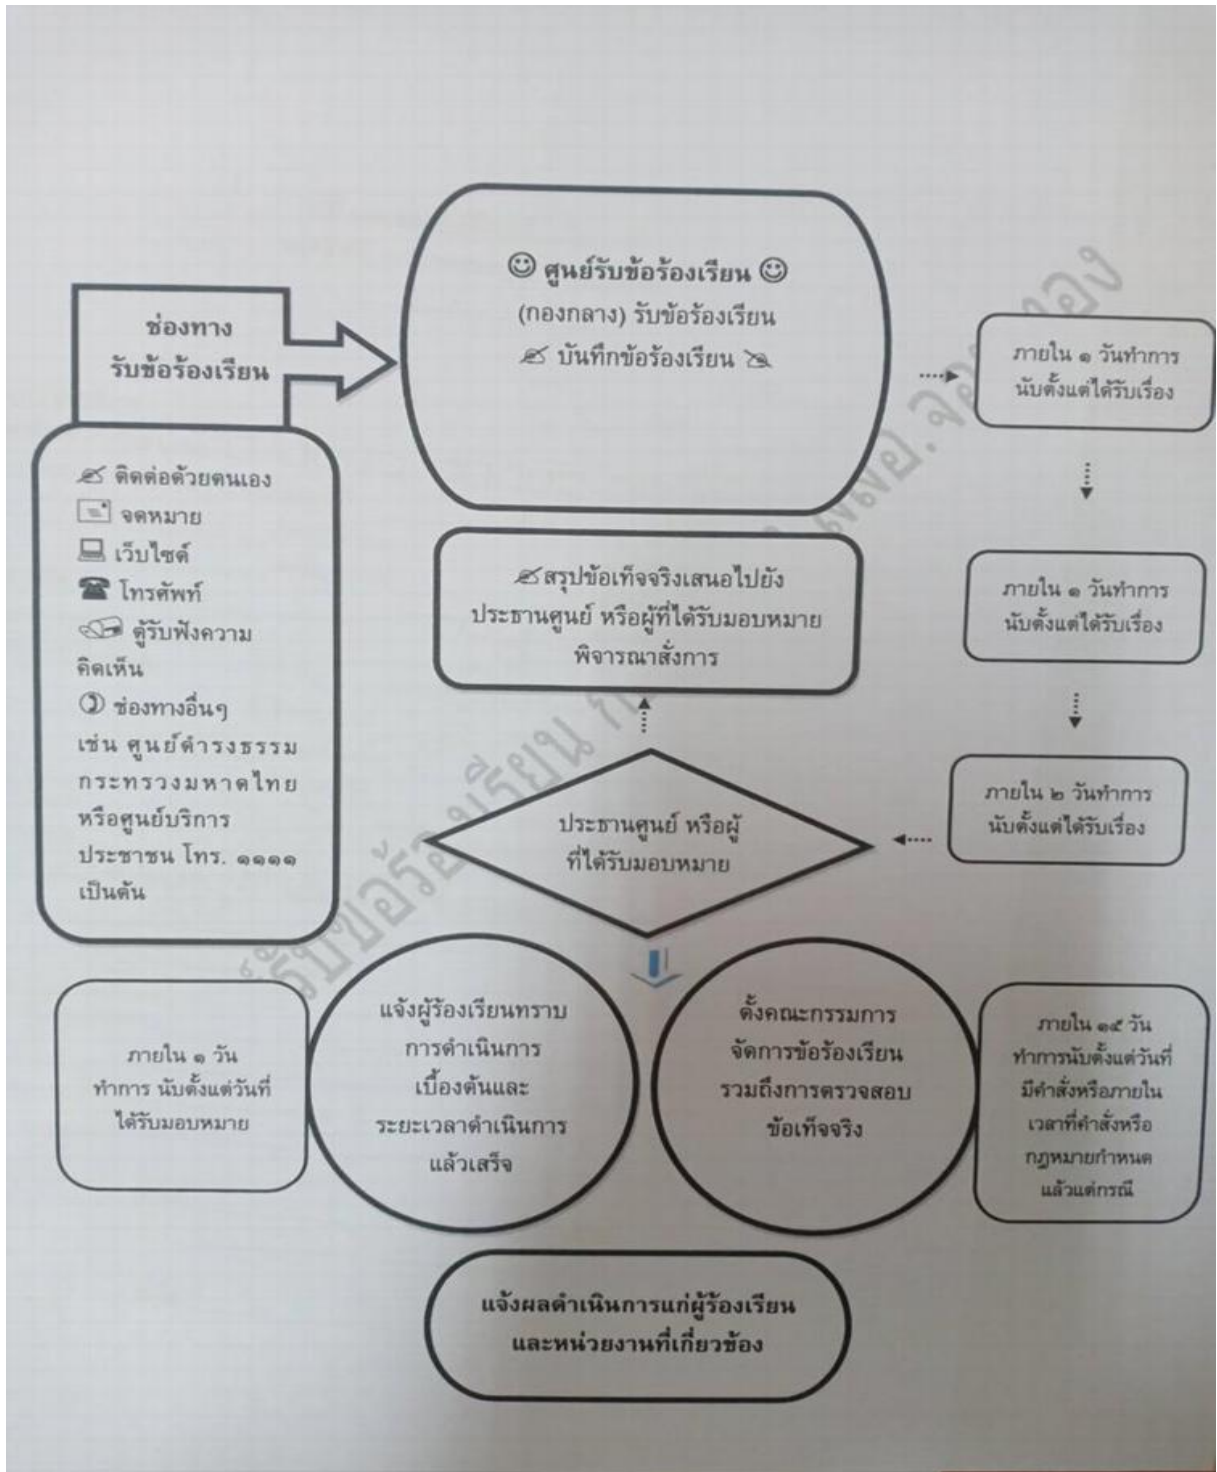 ช่องทาง
รับข้อร้องเรียน
☺ ศูนย์รับข้อร้องเรียน ☺
(กองกลาง) รับข้อร้องเรียน
บันทึกข้อร้องเรียน
ภายใน ๑ วันทำการ
นับตั้งแต่ได้รับเรื่อง
ติดต่อด้วยตนเอง
จดหมาย
เว็บไซต์
โทรศัพท์
ตู้รับฟังความ
คิดเห็น
ช่องทางอื่นๆ
เช่น ศูนย์ดำรงธรรม
กระทรวงมหาดไทย
หรือศูนย์บริการ
ประชาชน โทร. ๑๑๑๑
เป็นต้น
สรุปข้อเท็จจริงเสนอไปยัง
ประธานศูนย์ หรือผู้ที่ได้รับมอบหมาย
พิจารณาสั่งการ
ภายใน ๑ วันทำการ
นับตั้งแต่ได้รับเรื่อง
ประธานศูนย์ หรือผู้
ที่ได้รับมอบหมาย
ภายใน ๒ วันทำการ
นับตั้งแต่ได้รับเรื่อง
ภายใน ๑ วัน
ทำการ นับตั้งแต่วันที่
ได้รับมอบหมาย
แจ้งผู้ร้องเรียนทราบ
การดำเนินการ
เบื้องต้นและ
ระยะเวลาดำเนินการ
แล้วเสร็จ
ตั้งคณะกรรมการ
จัดการข้อร้องเรียน
รวมถึงการตรวจสอบ
ข้อเท็จจริง
ภายใน ๑๕ วัน
ทำการนับตั้งแต่วันที่
มีคำสั่งหรือภายใน
เวลาที่คำสั่งหรือ
กฎหมายกำหนด
แล้วแต่กรณี
แจ้งผลดำเนินการแก่ผู้ร้องเรียน
และหน่วยงานที่เกี่ยวข้อง